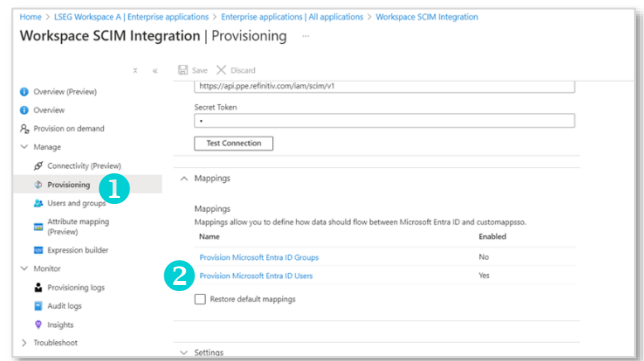 Home > LSEG Workspace A | Enterprise applications > Enterprise applications | All applications > Workspace SCIM Integration
Workspace SCIM Integration | Provisioning ...
Save Discard
Overview (Preview)
Overview
Provision on demand
Manage
Connectivity (Preview)
Provisioning
1
Users and groups
Attribute mapping
(Preview)
Expression builder
Monitor
Provisioning logs
Audit logs
Insights
Troubleshoot
https://api.ppe.refinitiv.com/iam/scim/v1
Secret Token
Test Connection
Mappings
Mappings
Mappings allow you to define how data should flow between Microsoft Entra ID and customappsso.
Name Enabled
Provision Microsoft Entra ID Groups No
2 Provision Microsoft Entra ID Users Yes
Restore default mappings
Settings